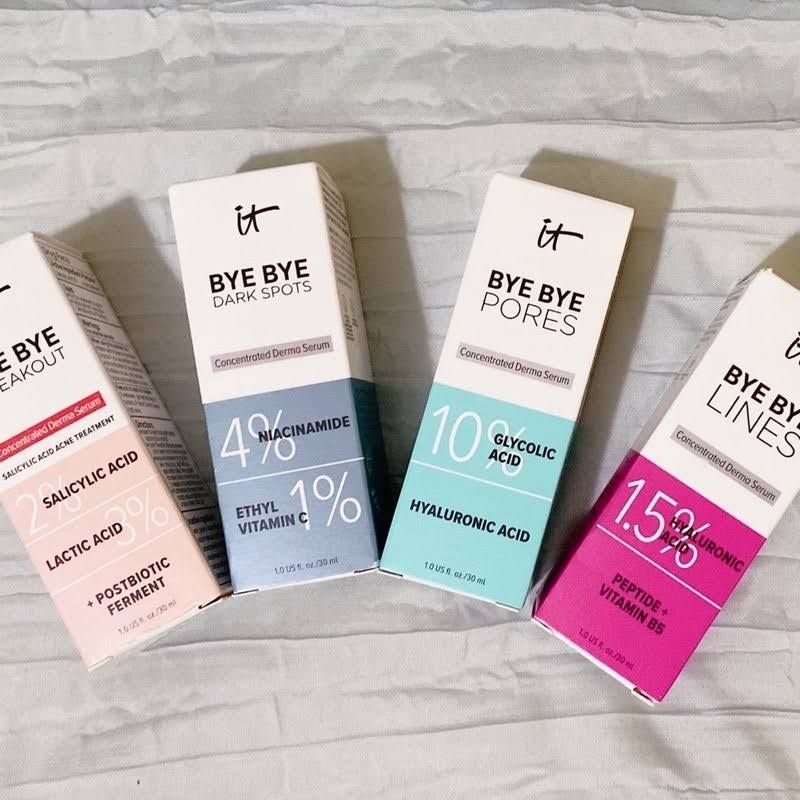 E BYE
EAKOUT
Concentrated Derma Serum
SALICYLIC ACID ACNE TREATMENT
2% SALICYLIC ACID
LACTIC ACID 3%
+ POSTBIOTIC
FERMENT
1.0 US fl. oz./30 ml
it
BYE BYE
DARK SPOTS
Concentrated Derma Serum
4% NIACINAMIDE
ETHYL
VITAMIN C 1%
1.0 US fl. oz./30 ml
it
BYE BYE
PORES
Concentrated Derma Serum
10% GLYCOLIC
ACID
HYALURONIC ACID
1.0 US fl. oz./30 ml
BYE BYE
LINES
Concentrated Derma Serum
1.5% HYALURONIC
ACID
PEPTIDE +
VITAMIN B5
1.0 US fl. oz./30 ml